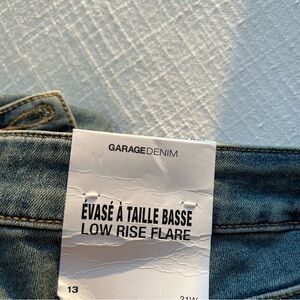 GARAGEDENIM
ÉVASÉ À TAILLE BASSE
LOW RISE FLARE
13